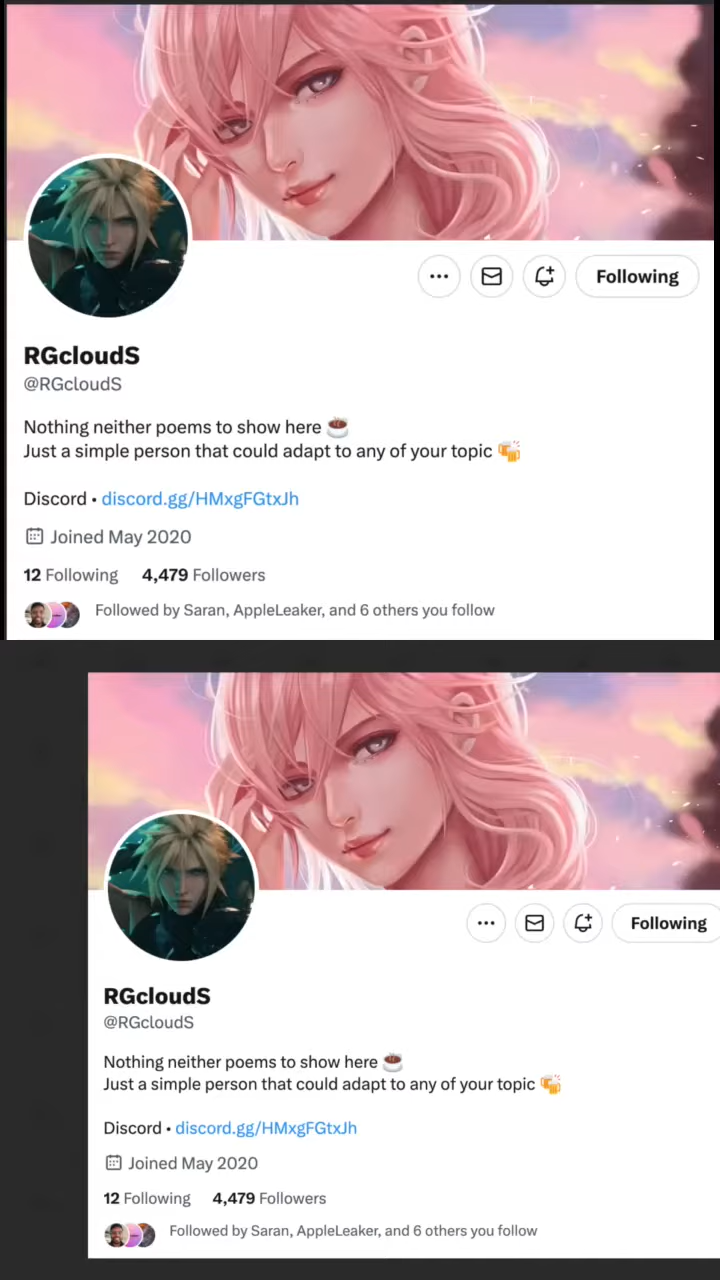 Following
RGcloudS
@RGcloudS
Nothing neither poems to show here ☕
Just a simple person that could adapt to any of your topic 🍻
Discord • discord.gg/HMxgFGtxJh
Joined May 2020
12 Following 4,479 Followers
Followed by Saran, AppleLeaker, and 6 others you follow
Following
RGcloudS
@RGcloudS
Nothing neither poems to show here ☕
Just a simple person that could adapt to any of your topic 🍻
Discord • discord.gg/HMxgFGtxJh
Joined May 2020
12 Following 4,479 Followers
Followed by Saran, AppleLeaker, and 6 others you follow